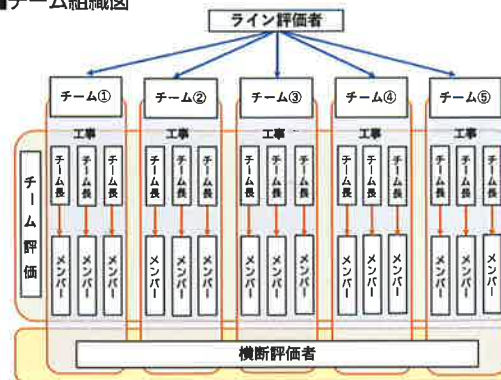 ■チーム組織図
ライン評価者
チーム① チーム② チーム③ チーム④ チーム⑤
工事 工事 工事 工事 工事
チーム長 チーム長 チーム長 チーム長 チーム長 チーム長 チーム長 チーム長 チーム長 チーム長 チーム長 チーム長 チーム長 チーム長 チーム長
チーム評価
メンバー メンバー メンバー メンバー メンバー メンバー メンバー メンバー メンバー メンバー メンバー メンバー メンバー メンバー メンバー
横断評価者